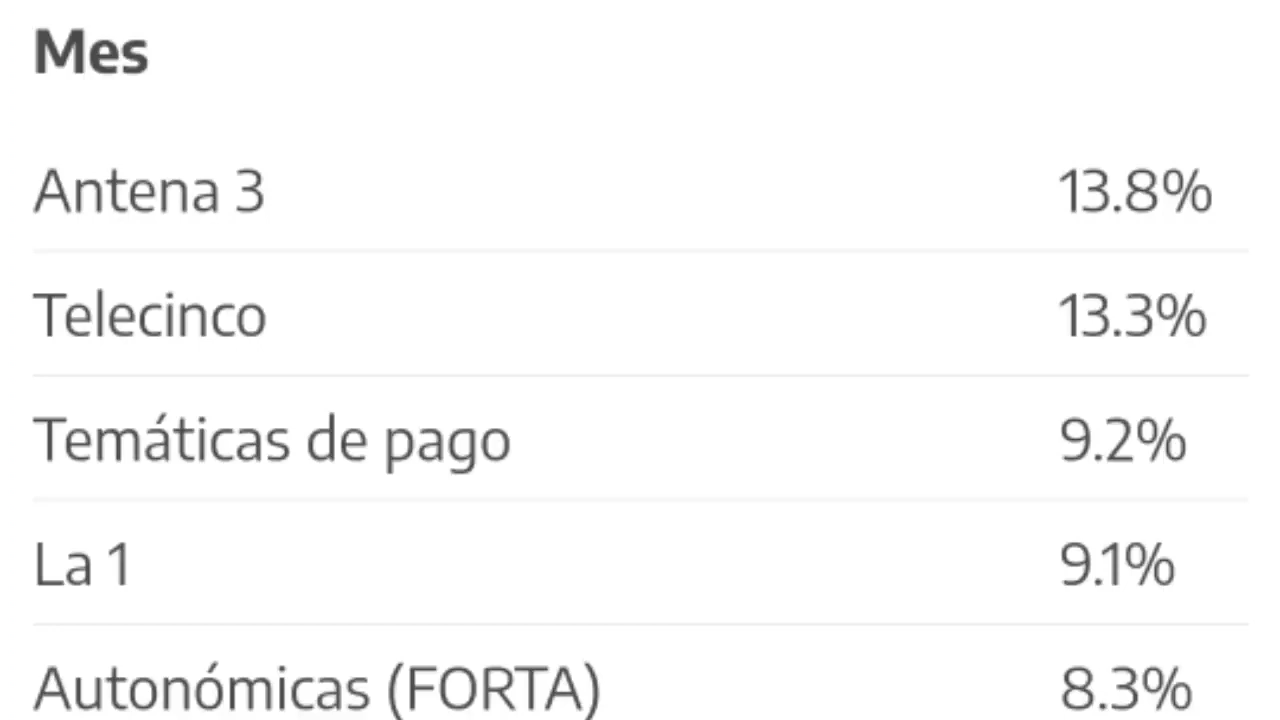 Mes
Antena 3 13.8%
Telecinco 13.3%
Temáticas de pago 9.2%
La 1 9.1%
Autonómicas (FORTA) 8.3%